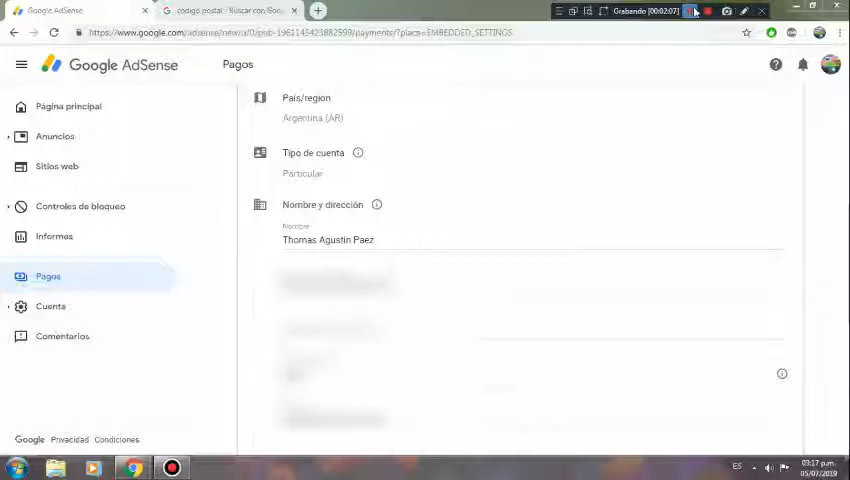 Google AdSense
codigo postal - Buscar con Goo
Grabando [00:02:07]
https://www.google.com/adsense/new/u/0/pub-1961145423882599/payments/?place=EMBEDDED_SETTINGS
Google AdSense
Pagos
Página principal
Anuncios
Sitios web
Controles de bloqueo
Informes
Pagos
Cuenta
Comentarios
País/region
Argentina (AR)
Tipo de cuenta
Particular
Nombre y dirección
Nombre
Thomas Agustin Paez
Google Privacidad Condiciones
ES
03:17 p.m.
05/07/2019